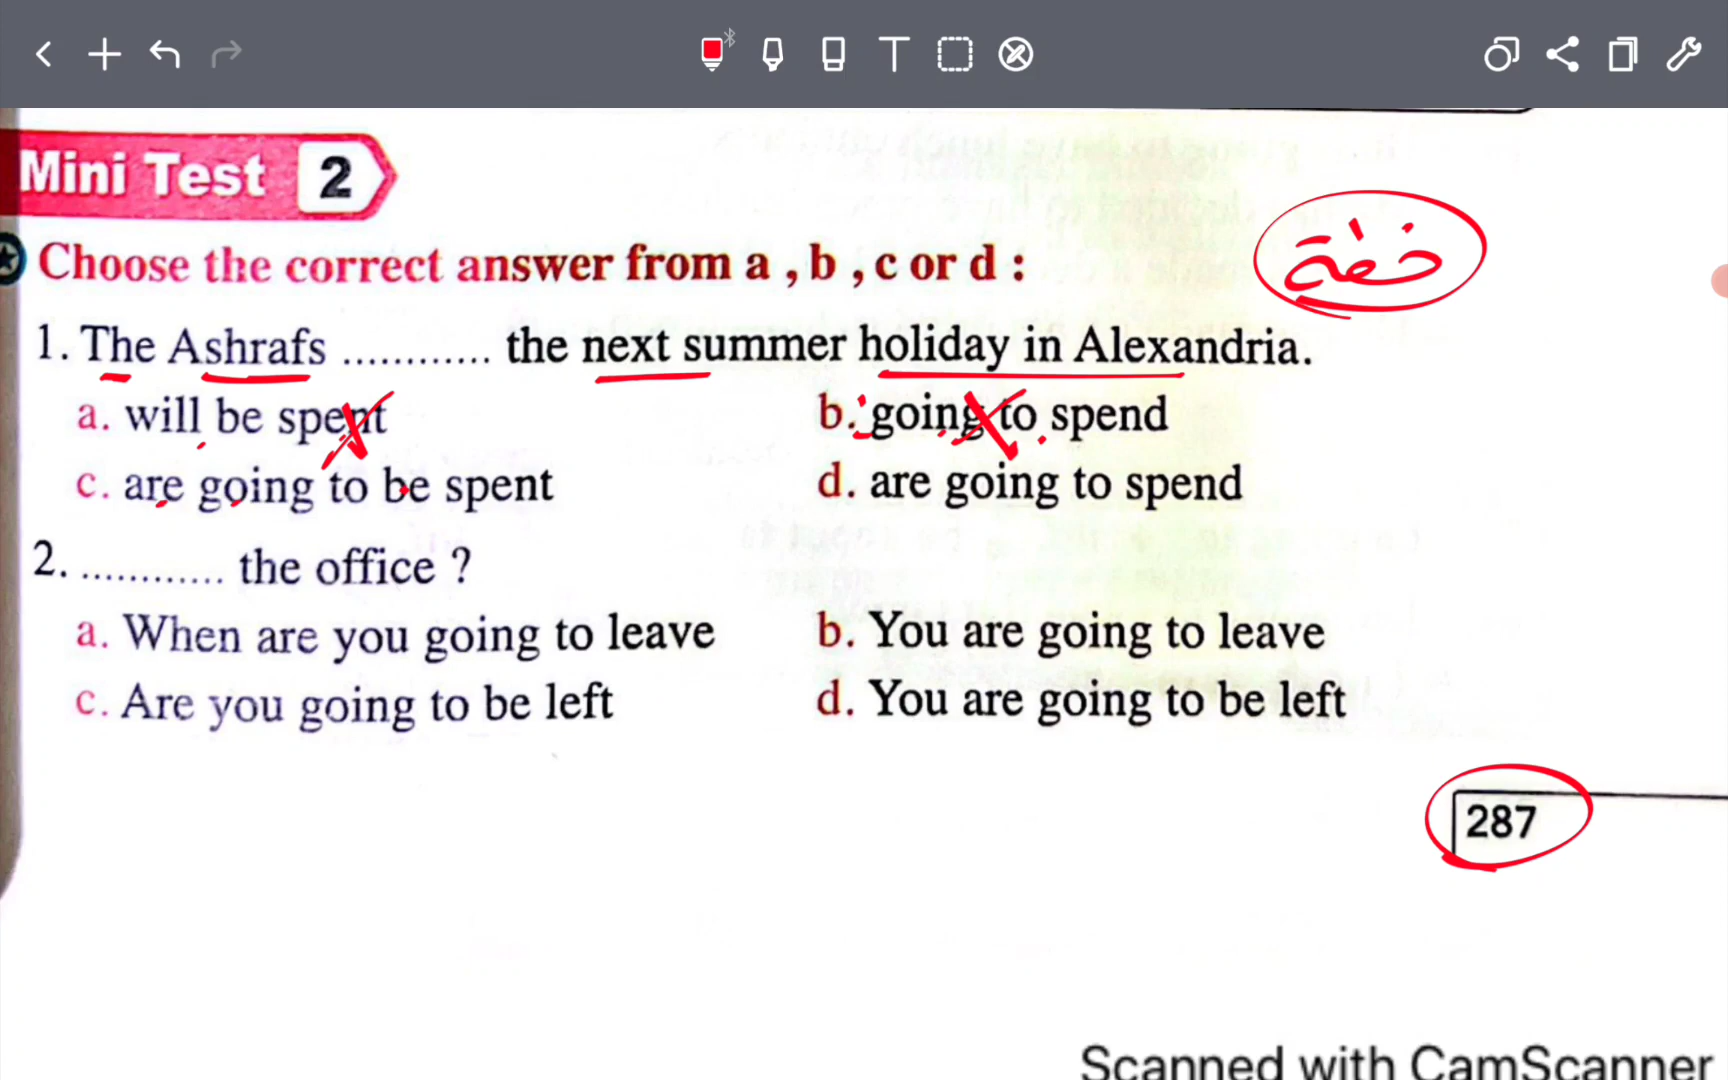 Mini Test 2
Choose the correct answer from a , b , c or d :
خطة
1. The Ashrafs ............ the next summer holiday in Alexandria.
a. will be spent
b. going to spend
c. are going to be spent
d. are going to spend
2. ............ the office ?
a. When are you going to leave
b. You are going to leave
c. Are you going to be left
d. You are going to be left
287
Scanned with CamScanner